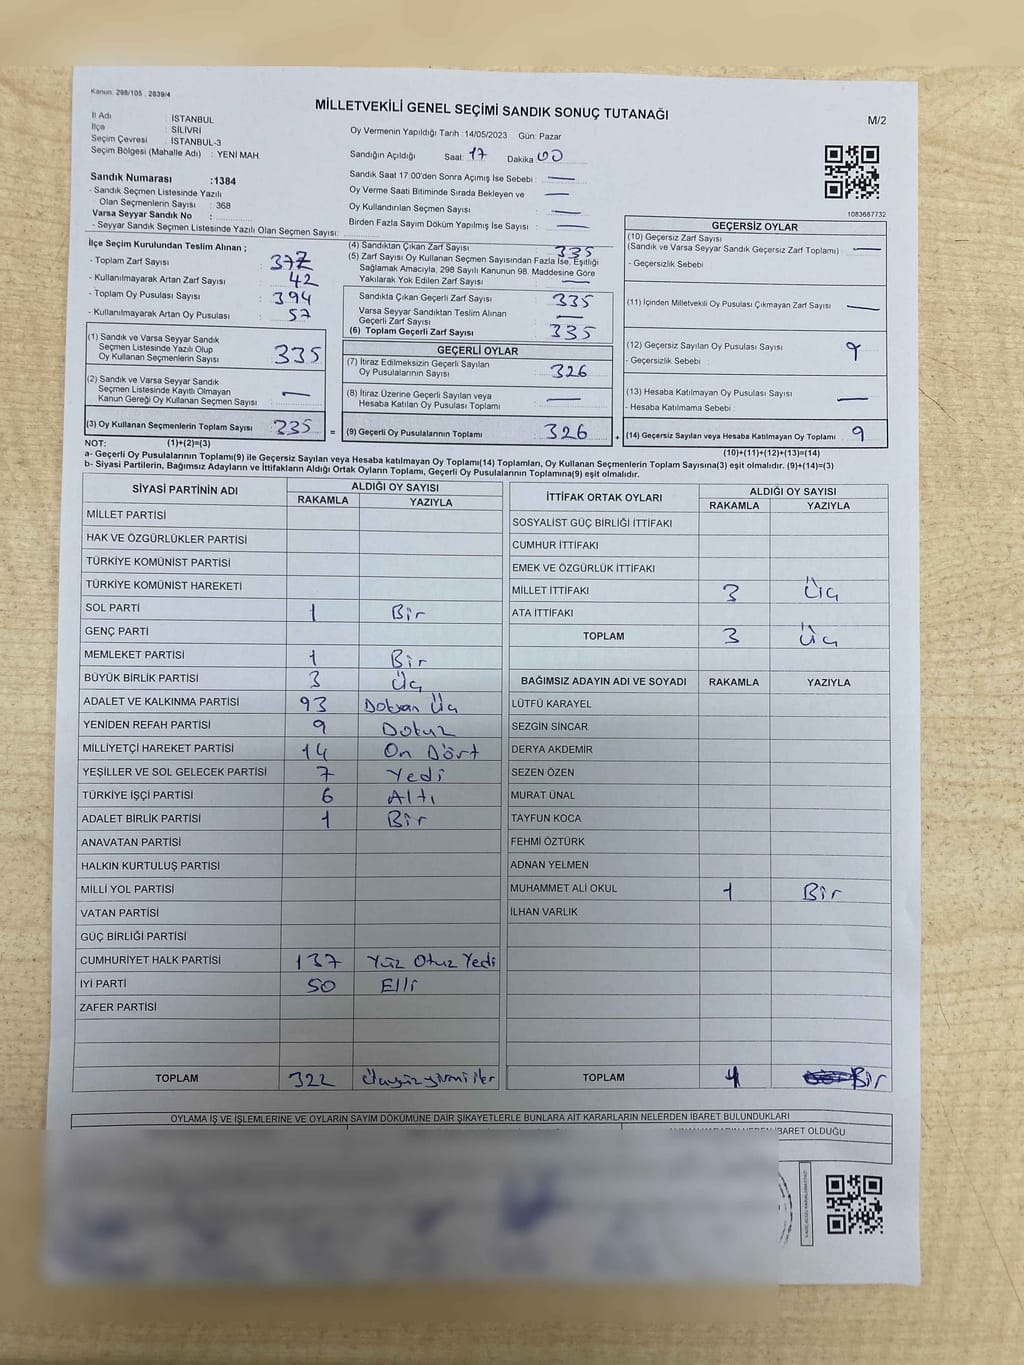 Kanun: 298/105 , 2839/4
MİLLETVEKİLİ GENEL SEÇİMİ SANDIK SONUÇ TUTANAĞI
M/2
İl Adı : İSTANBUL
İlçe : SİLİVRİ
Seçim Çevresi : İSTANBUL-3
Seçim Bölgesi (Mahalle Adı) : YENİ MAH.
Sandık Numarası :1384
- Sandık Seçmen Listesinde Yazılı
Olan Seçmenlerin Sayısı : 368
Varsa Seyyar Sandık No :
- Seyyar Sandık Seçmen Listesinde Yazılı Olan Seçmenlerin Sayısı:
Oy Vermenin Yapıldığı Tarih :14/05/2023 Gün: Pazar
Sandığın Açıldığı Saat: 17 Dakika 00
Sandık Saat 17:00'den Sonra Açımış İse Sebebi : —
Oy Verme Saati Bitiminde Sırada Bekleyen ve —
Oy Kullandırılan Seçmen Sayısı : —
Birden Fazla Sayım Döküm Yapılmış İse Sayısı : —
1083687732
İlçe Seçim Kurulundan Teslim Alınan ;
- Toplam Zarf Sayısı : 377
- Kullanılmayarak Artan Zarf Sayısı : 42
- Toplam Oy Pusulası Sayısı : 394
- Kullanılmayarak Artan Oy Pusulası : 57
(1) Sandık ve Varsa Seyyar Sandık
Seçmen Listesinde Yazılı Olup
Oy Kullanan Seçmenlerin Sayısı : 335
(2) Sandık ve Varsa Seyyar Sandık
Seçmen Listesinde Kayıtlı Olmayan
Kanun Gereği Oy Kullanan Seçmen Sayısı : —
(3) Oy Kullanan Seçmenlerin Toplam Sayısı : 335
(4) Sandıktan Çıkan Zarf Sayısı : 335
(5) Zarf Sayısı Oy Kullanan Seçmen Sayısından Fazla İse, Eşitliği
Sağlamak Amacıyla, 298 Sayılı Kanunun 98. Maddesine Göre
Yakılarak Yok Edilen Zarf Sayısı : —
Sandıkta Çıkan Geçerli Zarf Sayısı : 335
Varsa Seyyar Sandıktan Teslim Alınan
Geçerli Zarf Sayısı : —
(6) Toplam Geçerli Zarf Sayısı : 335
GEÇERLİ OYLAR
(7) İtiraz Edilmeksizin Geçerli Sayılan
Oy Pusulalarının Sayısı : 326
(8) İtiraz Üzerine Geçerli Sayılan veya
Hesaba Katılan Oy Pusulası Toplamı : —
= (9) Geçerli Oy Pusulalarının Toplamı : 326
GEÇERSİZ OYLAR
(10) Geçersiz Zarf Sayısı
(Sandık ve Varsa Seyyar Sandık Geçersiz Zarf Toplamı) : —
- Geçersizlik Sebebi :
(11) İçinden Milletvekili Oy Pusulası Çıkmayan Zarf Sayısı : —
(12) Geçersiz Sayılan Oy Pusulası Sayısı : 9
- Geçersizlik Sebebi :
(13) Hesaba Katılmayan Oy Pusulası Sayısı : —
- Hesaba Katılmama Sebebi :
+ (14) Geçersiz Sayılan veya Hesaba Katılmayan Oy Toplamı : 9
NOT: (1)+(2)=(3)
(10)+(11)+(12)+(13)=(14)
a- Geçerli Oy Pusulalarının Toplamı(9) ile Geçersiz Sayılan veya Hesaba katılmayan Oy Toplamı(14) Toplamları, Oy Kullanan Seçmenlerin Toplam Sayısına(3) eşit olmalıdır. (9)+(14)=(3)
b- Siyasi Partilerin, Bağımsız Adayların ve İttifakların Aldığı Ortak Oyların Toplamı, Geçerli Oy Pusulalarının Toplamına(9) eşit olmalıdır.
SİYASİ PARTİNİN ADI ALDIĞI OY SAYISI
RAKAMLA YAZIYLA
MİLLET PARTİSİ
HAK VE ÖZGÜRLÜKLER PARTİSİ
TÜRKİYE KOMÜNİST PARTİSİ
TÜRKİYE KOMÜNİST HAREKETİ
SOL PARTİ 1 Bir
GENÇ PARTİ
MEMLEKET PARTİSİ 1 Bir
BÜYÜK BİRLİK PARTİSİ 3 Üç
ADALET VE KALKINMA PARTİSİ 93 Doksan Üç
YENİDEN REFAH PARTİSİ 9 Dokuz
MİLLİYETÇİ HAREKET PARTİSİ 14 On Dört
YEŞİLLER VE SOL GELECEK PARTİSİ 7 Yedi
TÜRKİYE İŞÇİ PARTİSİ 6 Altı
ADALET BİRLİK PARTİSİ 1 Bir
ANAVATAN PARTİSİ
HALKIN KURTULUŞ PARTİSİ
MİLLİ YOL PARTİSİ
VATAN PARTİSİ
GÜÇ BİRLİĞİ PARTİSİ
CUMHURİYET HALK PARTİSİ 137 Yüz Otuz Yedi
İYİ PARTİ 50 Elli
ZAFER PARTİSİ
TOPLAM 322 Üçyüzyirmi iki
İTTİFAK ORTAK OYLARI ALDIĞI OY SAYISI
RAKAMLA YAZIYLA
SOSYALİST GÜÇ BİRLİĞİ İTTİFAKI
CUMHUR İTTİFAKI
EMEK VE ÖZGÜRLÜK İTTİFAKI
MİLLET İTTİFAKI 3 Üç
ATA İTTİFAKI
TOPLAM 3 Üç
BAĞIMSIZ ADAYIN ADI VE SOYADI RAKAMLA YAZIYLA
LÜTFÜ KARAYEL
SEZGİN SİNCAR
DERYA AKDEMİR
SEZEN ÖZEN
MURAT ÜNAL
TAYFUN KOCA
FEHMİ ÖZTÜRK
ADNAN YELMEN
MUHAMMET ALİ OKUL 1 Bir
İLHAN VARLIK
TOPLAM 1 Bir
OYLAMA İŞ VE İŞLEMLERİNE VE OYLARIN SAYIM DÖKÜMÜNE DAİR ŞİKAYETLERLE BUNLARA AİT KARARLARIN NELERDEN İBARET BULUNDUKLARI
İBARET OLDUĞU